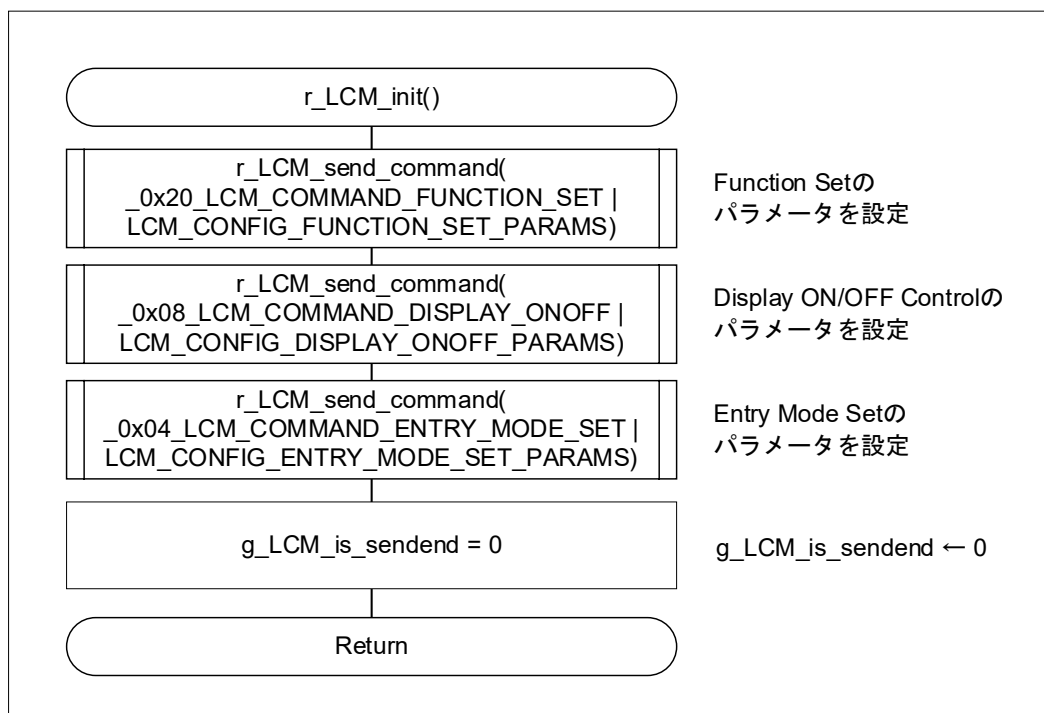 r_LCM_init()
r_LCM_send_command(
_0x20_LCM_COMMAND_FUNCTION_SET |
LCM_CONFIG_FUNCTION_SET_PARAMS)
Function Setの
パラメータを設定
r_LCM_send_command(
_0x08_LCM_COMMAND_DISPLAY_ONOFF |
LCM_CONFIG_DISPLAY_ONOFF_PARAMS)
Display ON/OFF Controlの
パラメータを設定
r_LCM_send_command(
_0x04_LCM_COMMAND_ENTRY_MODE_SET |
LCM_CONFIG_ENTRY_MODE_SET_PARAMS)
Entry Mode Setの
パラメータを設定
g_LCM_is_sendend = 0
g_LCM_is_sendend ← 0
Return